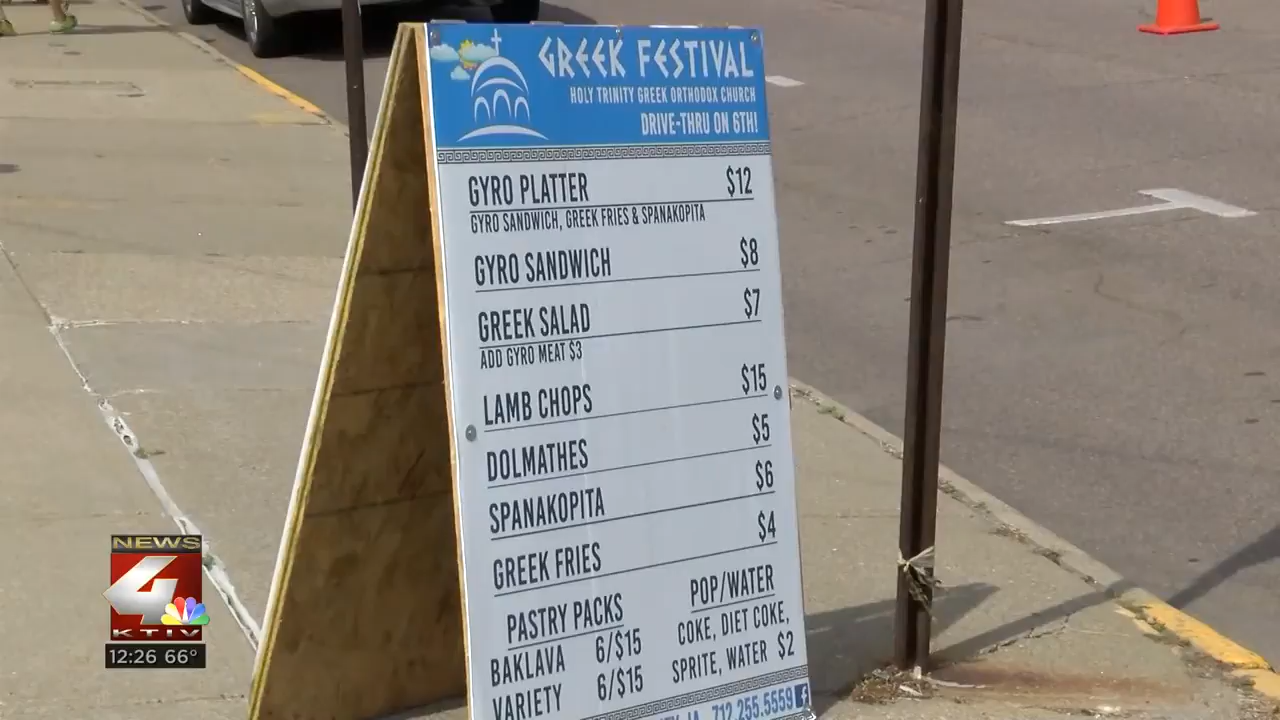 GREEK FESTIVAL
HOLY TRINITY GREEK ORTHODOX CHURCH
DRIVE-THRU ON 6TH!
GYRO PLATTER $12
GYRO SANDWICH, GREEK FRIES & SPANAKOPITA
GYRO SANDWICH $8
GREEK SALAD $7
ADD GYRO MEAT $3
LAMB CHOPS $15
DOLMATHES $5
SPANAKOPITA $6
GREEK FRIES $4
PASTRY PACKS
BAKLAVA 6/$15
VARIETY 6/$15
POP/WATER
COKE, DIET COKE,
SPRITE, WATER $2
IA 712.255.5559
NEWS
4
KTIV
12:26 66°